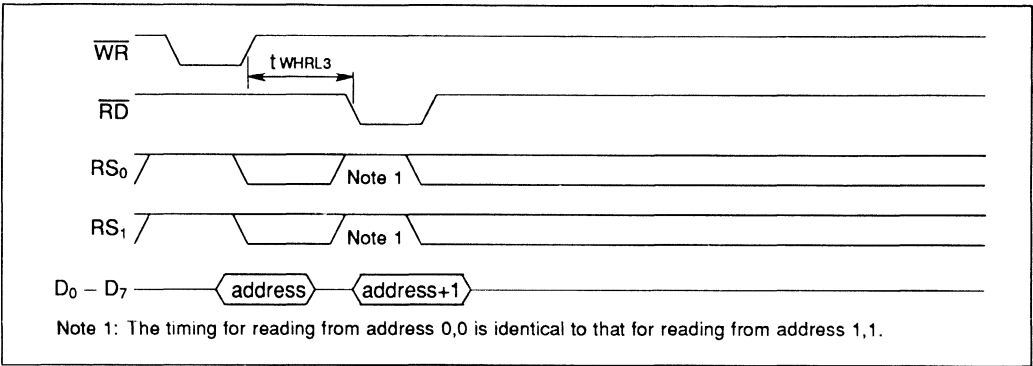 WR
t WHRL3
RD
RS₀
Note 1
RS₁
Note 1
D₀ – D₇
address
address+1
Note 1: The timing for reading from address 0,0 is identical to that for reading from address 1,1.